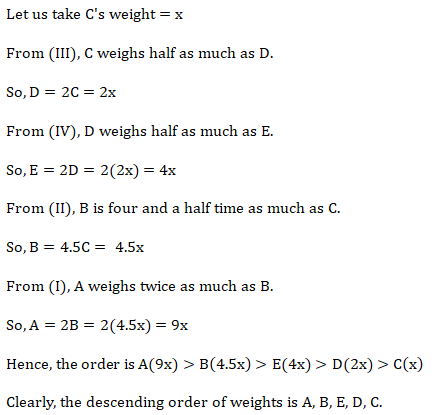 Let us take C's weight = x
From (III), C weighs half as much as D.
So, D = 2C = 2x
From (IV), D weighs half as much as E.
So, E = 2D = 2(2x) = 4x
From (II), B is four and a half time as much as C.
So, B = 4.5C = 4.5x
From (I), A weighs twice as much as B.
So, A = 2B = 2(4.5x) = 9x
Hence, the order is A(9x) > B(4.5x) > E(4x) > D(2x) > C(x)
Clearly, the descending order of weights is A, B, E, D, C.